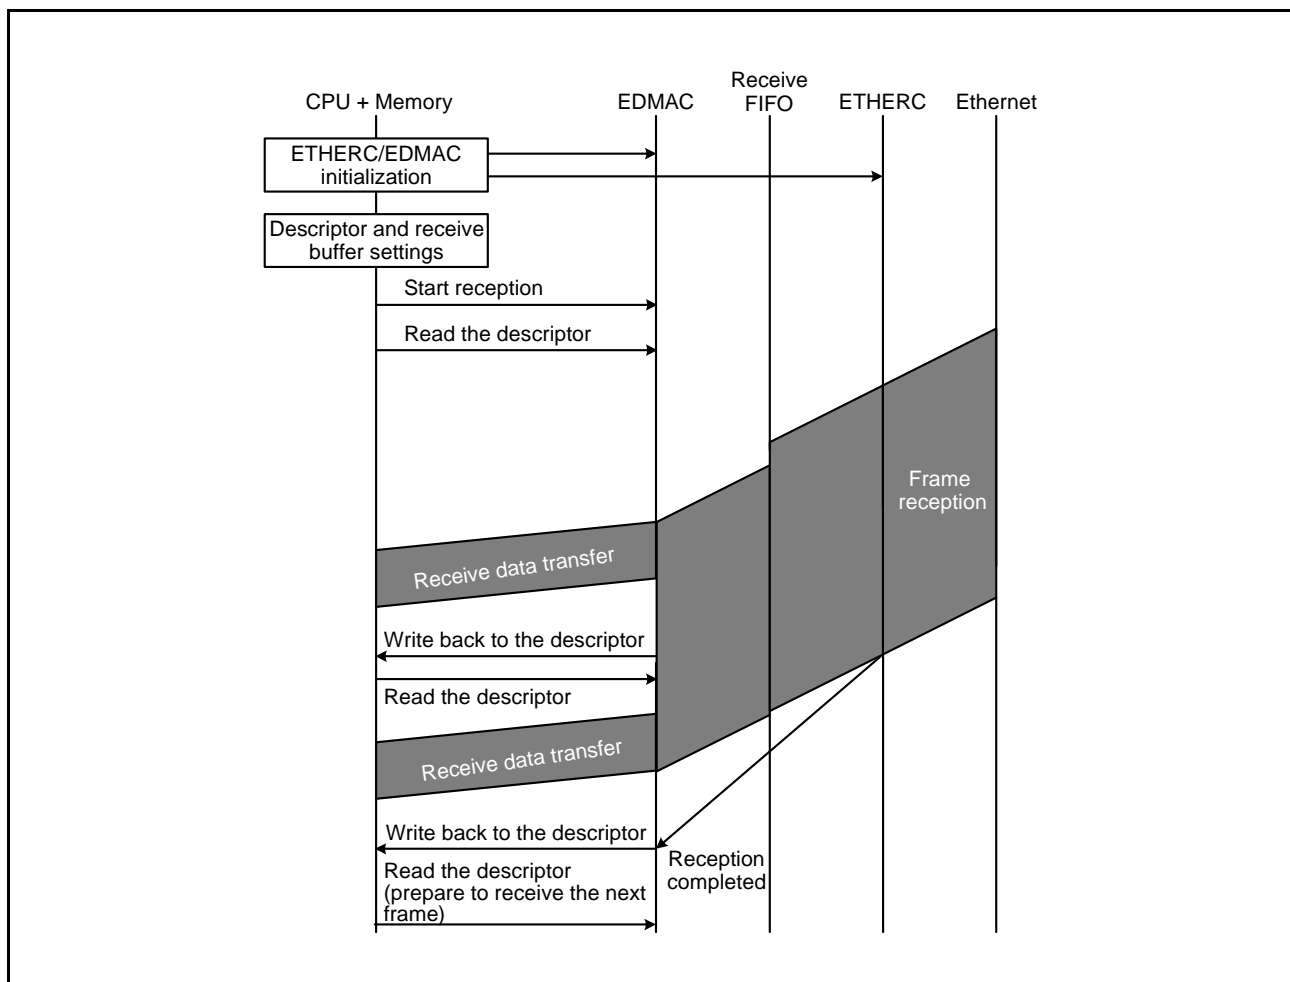 Receive
FIFO
CPU + Memory
EDMAC
ETHERC
Ethernet
ETHERC/EDMAC
initialization
Descriptor and receive
buffer settings
Start reception
Read the descriptor
Frame
reception
Receive data transfer
Write back to the descriptor
Read the descriptor
Receive data transfer
Write back to the descriptor
Reception
completed
Read the descriptor
(prepare to receive the next
frame)